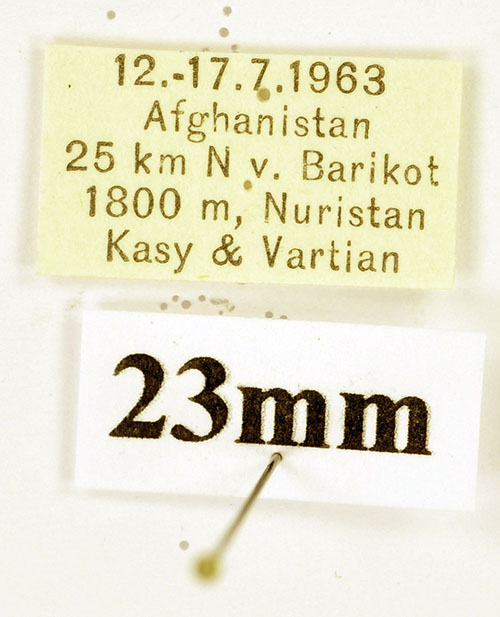 12.-17.7.1963
Afghanistan
25 km N v. Barikot
1800 m, Nuristan
Kasy & Vartian
23mm